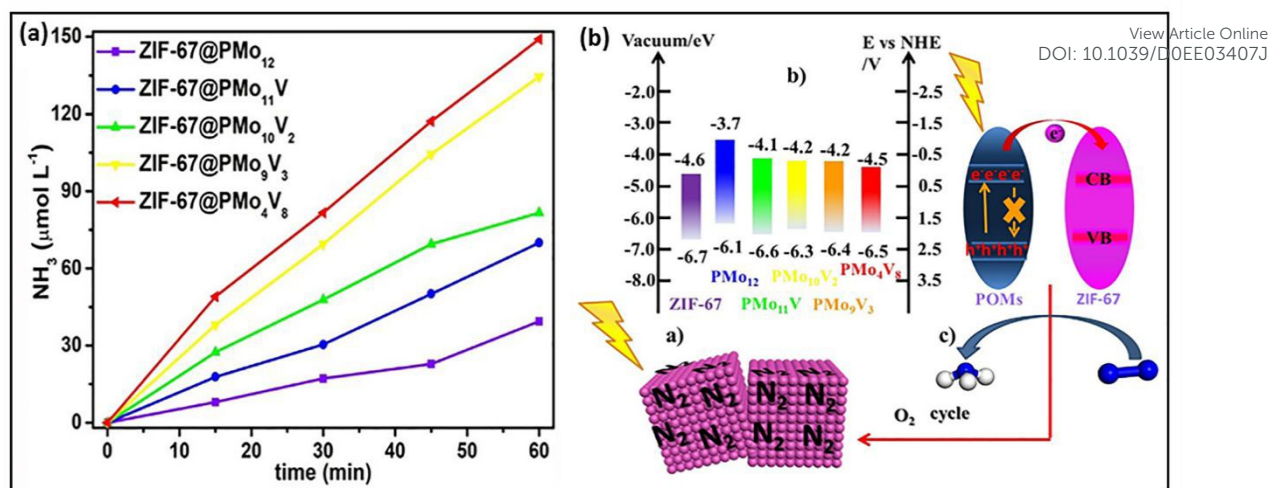 View Article Online
DOI: 10.1039/D0EE03407J
(a)
150
120
90
60
30
0
NH₃ (μmol L⁻¹)
ZIF-67@PMo₁₂
ZIF-67@PMo₁₁V
ZIF-67@PMo₁₀V₂
ZIF-67@PMo₉V₃
ZIF-67@PMo₄V₈
0 10 20 30 40 50 60
time (min)
(b)
Vacuum/eV
E vs NHE
/V
b)
-2.0
-3.0
-4.0
-5.0
-6.0
-7.0
-8.0
-2.5
-1.5
-0.5
0.5
1.5
2.5
3.5
-4.6
-3.7
-4.1
-4.2
-4.2
-4.5
-6.7
-6.1
-6.6
-6.3
-6.4
-6.5
ZIF-67
PMo₁₂
PMo₁₁V
PMo₁₀V₂
PMo₉V₃
PMo₄V₈
e⁻
e⁻e⁻e⁻e⁻
h⁺h⁺h⁺h⁺
CB
VB
POMs
ZIF-67
a)
N₂ N₂ N₂ N₂
N₂ N₂ N₂ N₂
c)
O₂ cycle